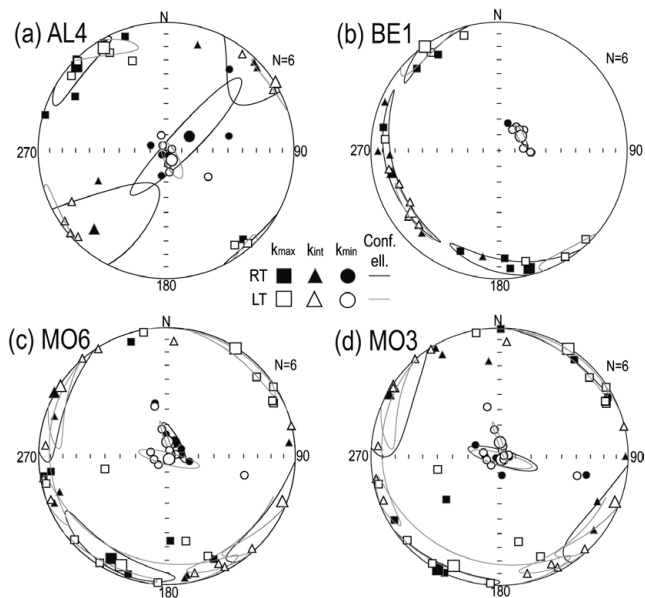 (a) AL4
N
N=6
270
90
180
(b) BE1
N
N=6
270
90
180
kmax kint kmin Conf. ell.
RT
LT
(c) MO6
N
N=6
270
90
180
(d) MO3
N
N=6
270
90
180